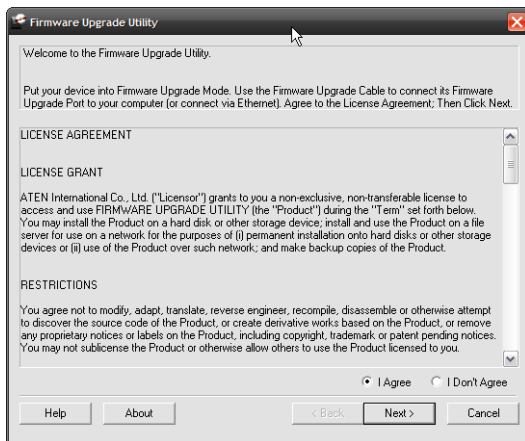 Firmware Upgrade Utility
Welcome to the Firmware Upgrade Utility.
Put your device into Firmware Upgrade Mode. Use the Firmware Upgrade Cable to connect its Firmware
Upgrade Port to your computer (or connect via Ethernet). Agree to the License Agreement; Then Click Next.
LICENSE AGREEMENT
LICENSE GRANT
ATEN International Co., Ltd. ("Licensor") grants to you a non-exclusive, non-transferable license to
access and use FIRMWARE UPGRADE UTILITY (the "Product") during the "Term" set forth below.
You may install the Product on a hard disk or other storage device; install and use the Product on a file
server for use on a network for the purposes of (i) permanent installation onto hard disks or other storage
devices or (ii) use of the Product over such network; and make backup copies of the Product.
RESTRICTIONS
You agree not to modify, adapt, translate, reverse engineer, recompile, disassemble or otherwise attempt
to discover the source code of the Product, or create derivative works based on the Product, or remove
any proprietary notices or labels on the Product, including copyright, trademark or patent pending notices.
You may not sublicense the Product or otherwise allow others to use the Product licensed to you.
I Agree I Don't Agree
Help About < Back Next > Cancel